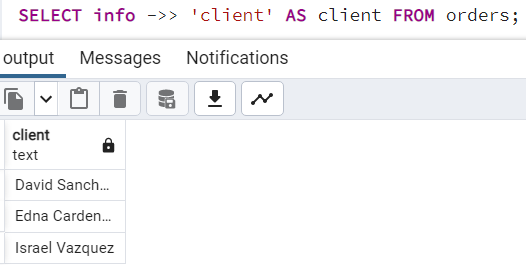 SELECT info ->> 'client' AS client FROM orders;
output Messages Notifications
client
text
David Sanch...
Edna Carden...
Israel Vazquez